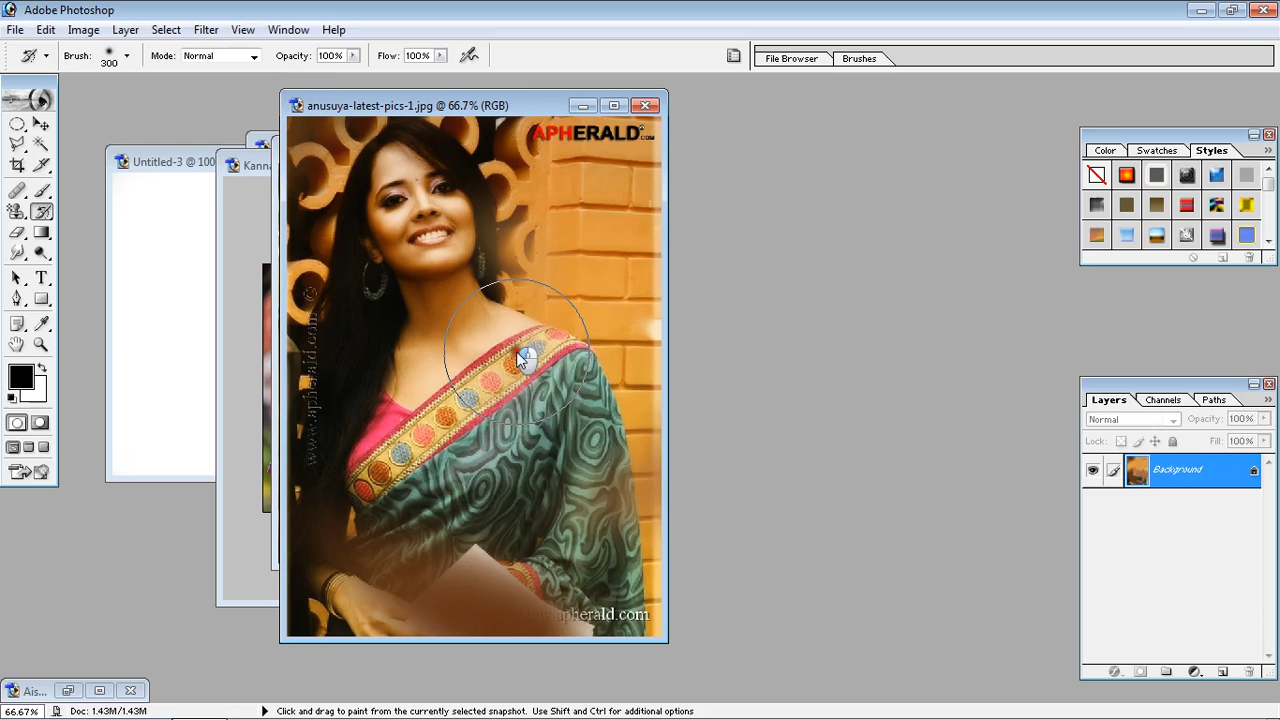 Adobe Photoshop
File Edit Image Layer Select Filter View Window Help
Brush: 300 Mode: Normal Opacity: 100% Flow: 100% File Browser Brushes
anusuya-latest-pics-1.jpg @ 66.7% (RGB)
APHERALD.COM
Untitled-3 @ 100
Kanna
www.apherald.com ©
apherald.com
Color Swatches Styles
Layers Channels Paths
Normal Opacity: 100%
Lock: Fill: 100%
Background
Ais...
66.67% Doc: 1.43M/1.43M Click and drag to paint from the currently selected snapshot. Use Shift and Ctrl for additional options